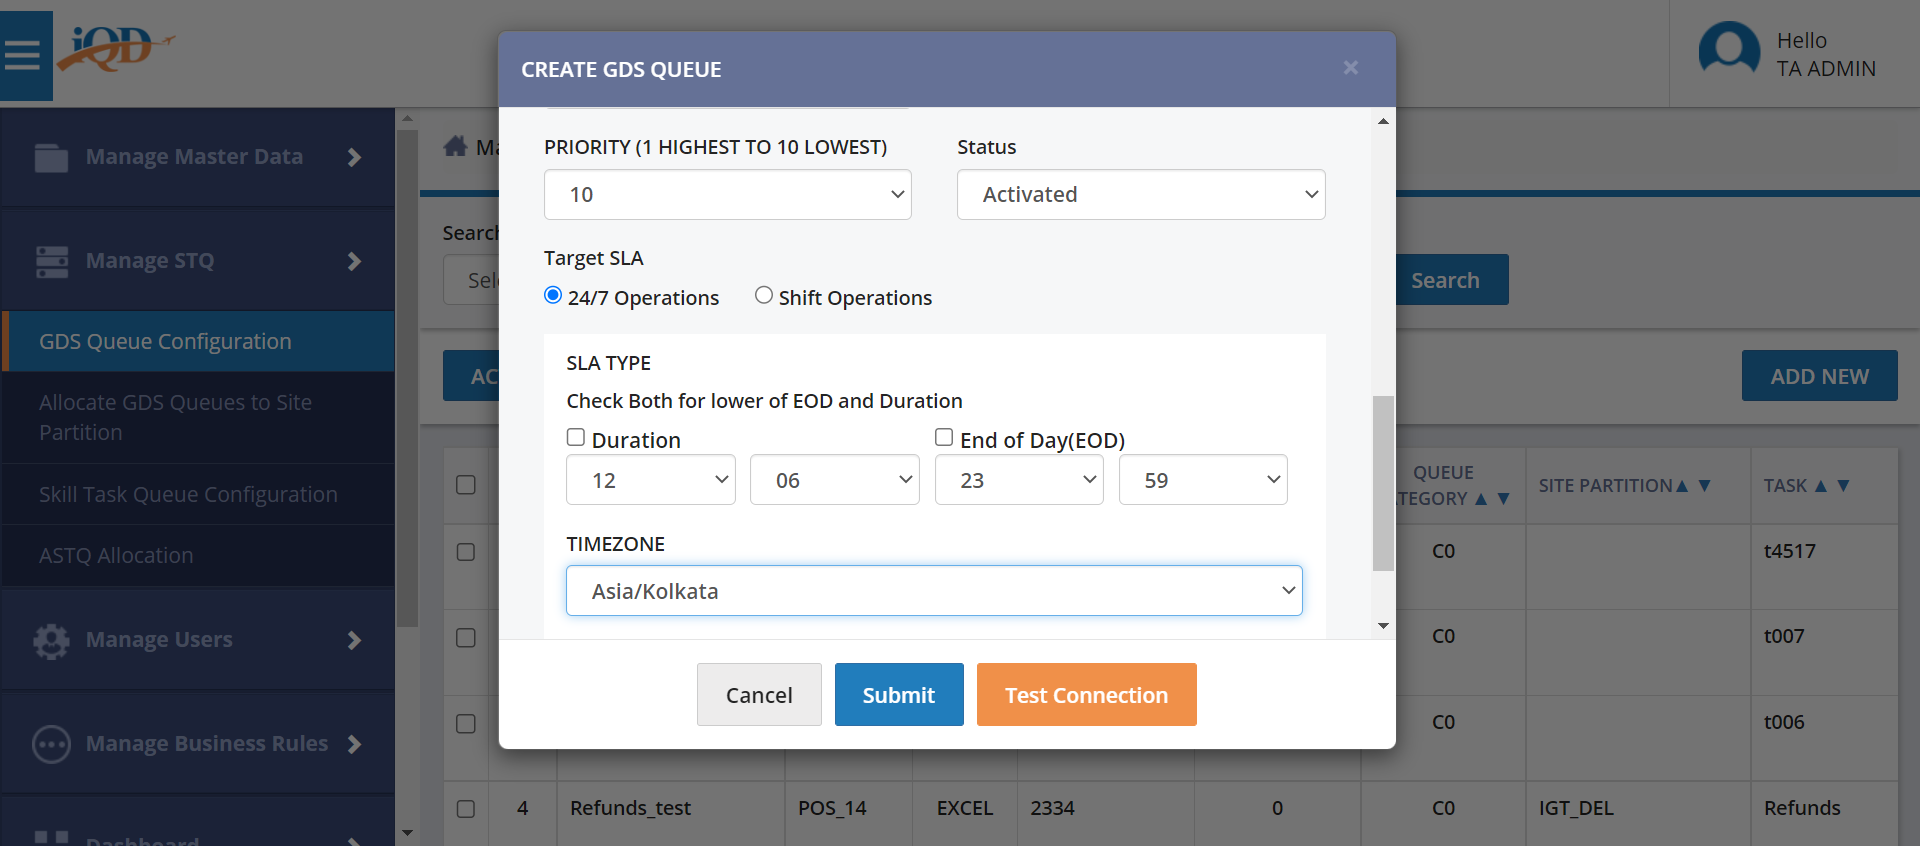 iQD
Hello
TA ADMIN
CREATE GDS QUEUE
×
Manage Master Data
Manage STQ
GDS Queue Configuration
Allocate GDS Queues to Site
Partition
Skill Task Queue Configuration
ASTQ Allocation
Manage Users
Manage Business Rules
Dashboard
Ma
Search
Sel
AC
PRIORITY (1 HIGHEST TO 10 LOWEST)
Status
10
Activated
Target SLA
24/7 Operations
Shift Operations
SLA TYPE
Check Both for lower of EOD and Duration
Duration
End of Day(EOD)
12
06
23
59
TIMEZONE
Asia/Kolkata
Cancel
Submit
Test Connection
Search
ADD NEW
QUEUE
TEGORY ▲ ▼
SITE PARTITION ▲ ▼
TASK ▲ ▼
C0
t4517
C0
t007
C0
t006
4
Refunds_test
POS_14
EXCEL
2334
0
C0
IGT_DEL
Refunds